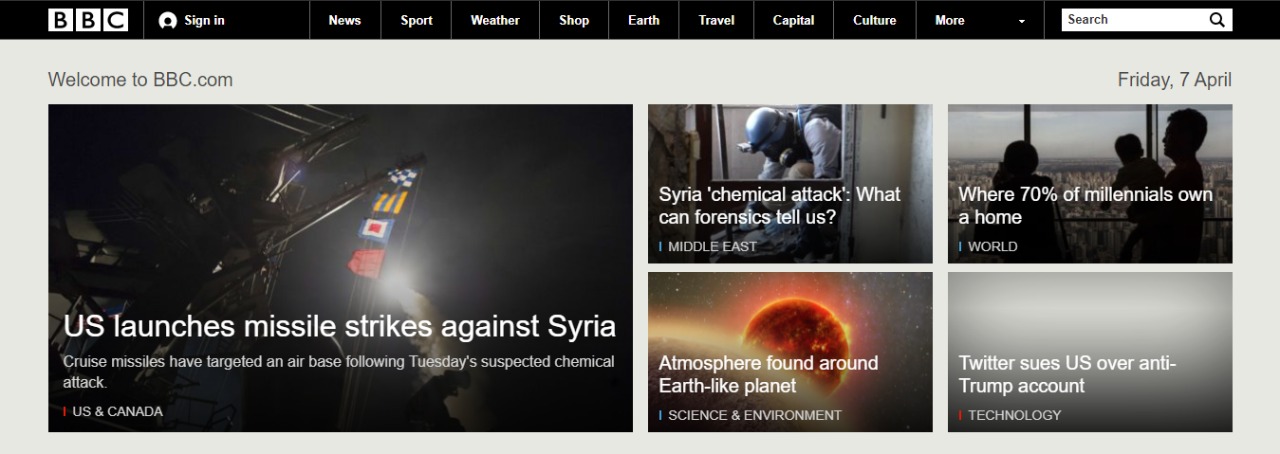 BBC
Sign in
News
Sport
Weather
Shop
Earth
Travel
Capital
Culture
More
Search
Welcome to BBC.com
Friday, 7 April
US launches missile strikes against Syria
Cruise missiles have targeted an air base following Tuesday's suspected chemical
attack.
US & CANADA
Syria 'chemical attack': What
can forensics tell us?
MIDDLE EAST
Where 70% of millennials own
a home
WORLD
Atmosphere found around
Earth-like planet
SCIENCE & ENVIRONMENT
Twitter sues US over anti-
Trump account
TECHNOLOGY